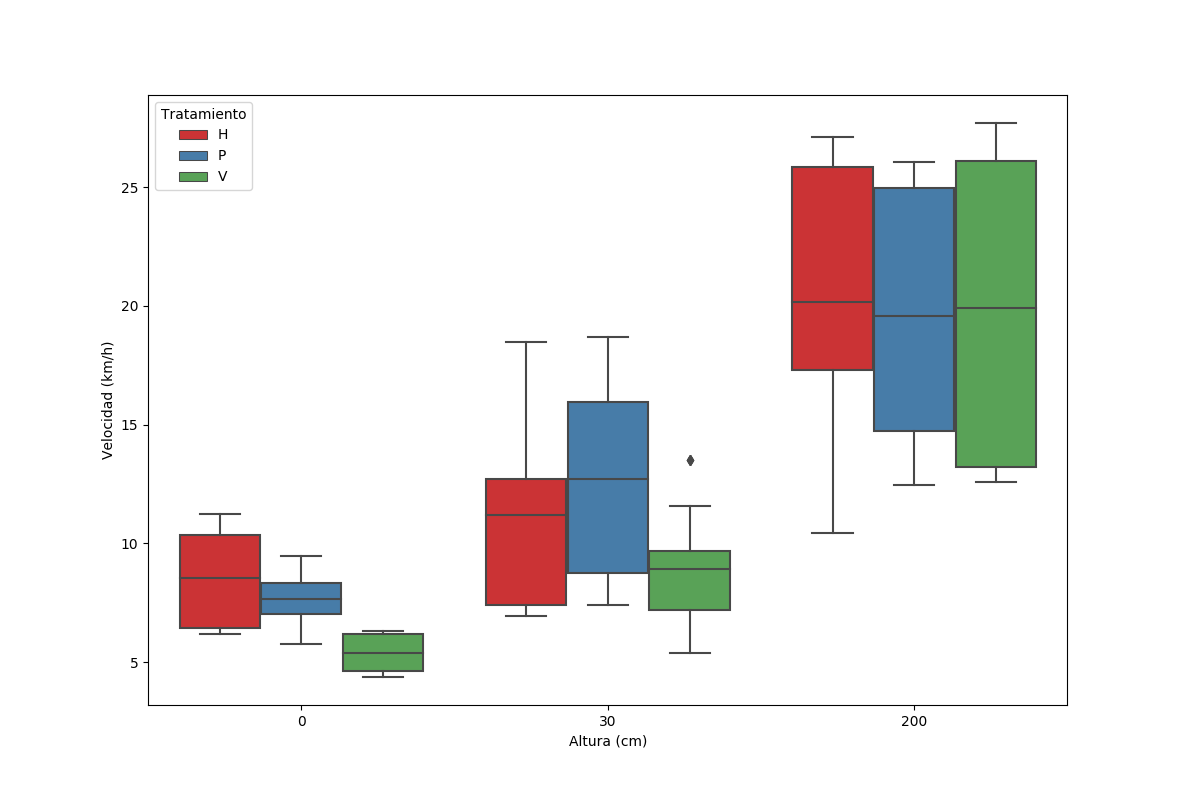 Tratamiento
H
P
V
25
20
15
10
5
Velocidad (km/h)
0 30 200
Altura (cm)